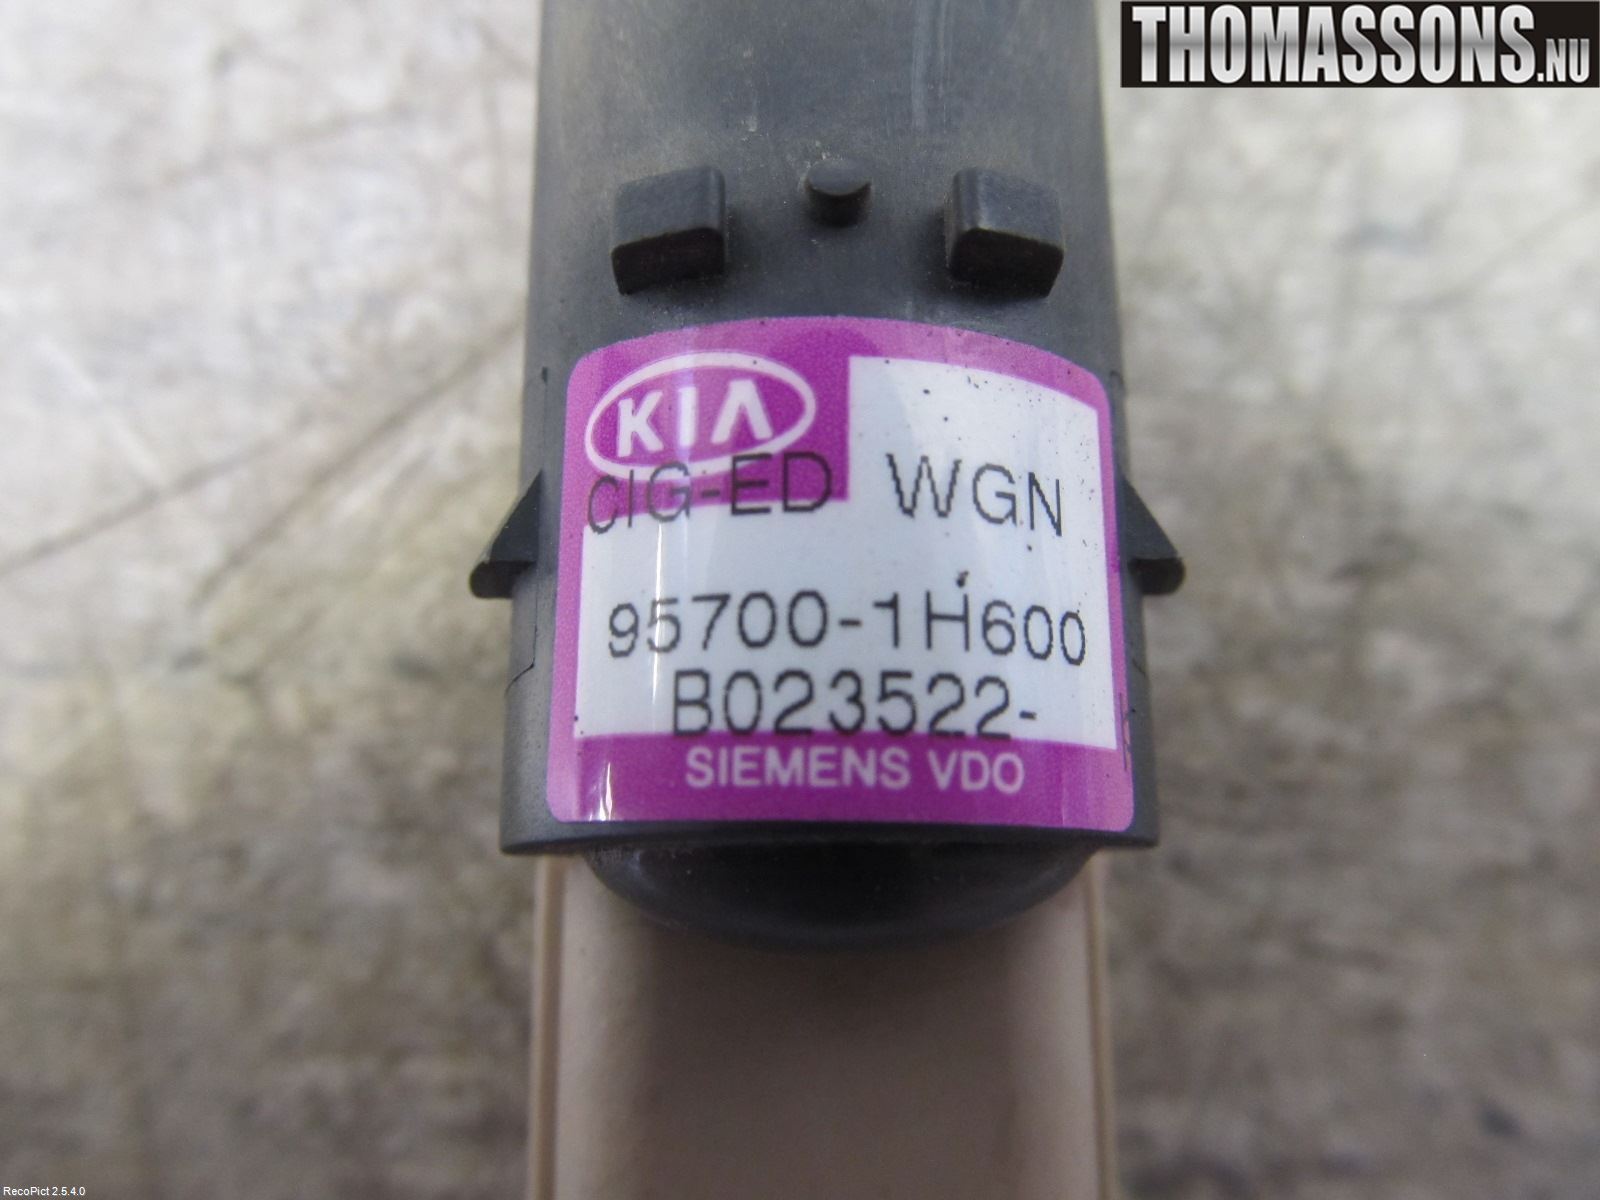 THOMASSONS.NU
KIA
CIG-ED WGN
95700-1H600
B023522-
SIEMENS VDO
RecoPict 2.5.4.0